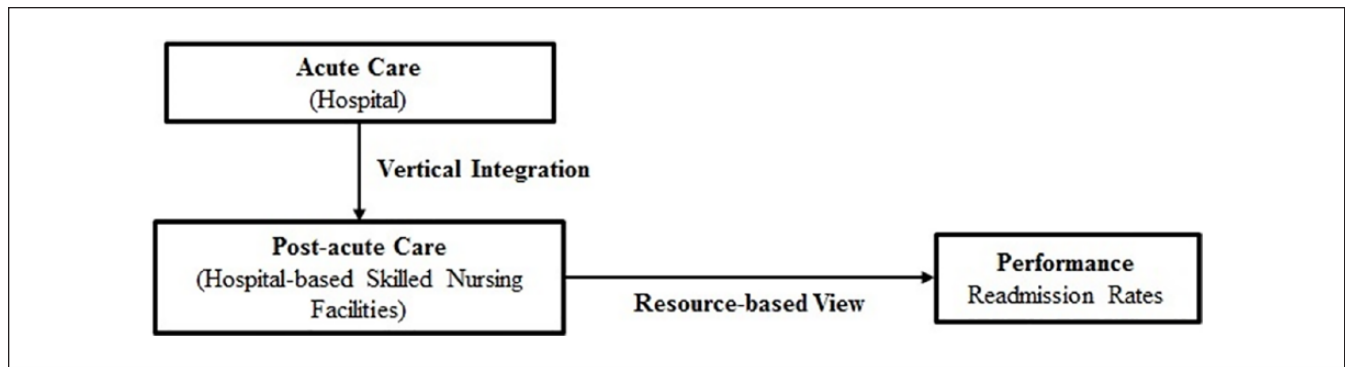 Acute Care
(Hospital)
Vertical Integration
Post-acute Care
(Hospital-based Skilled Nursing
Facilities)
Resource-based View
Performance
Readmission Rates